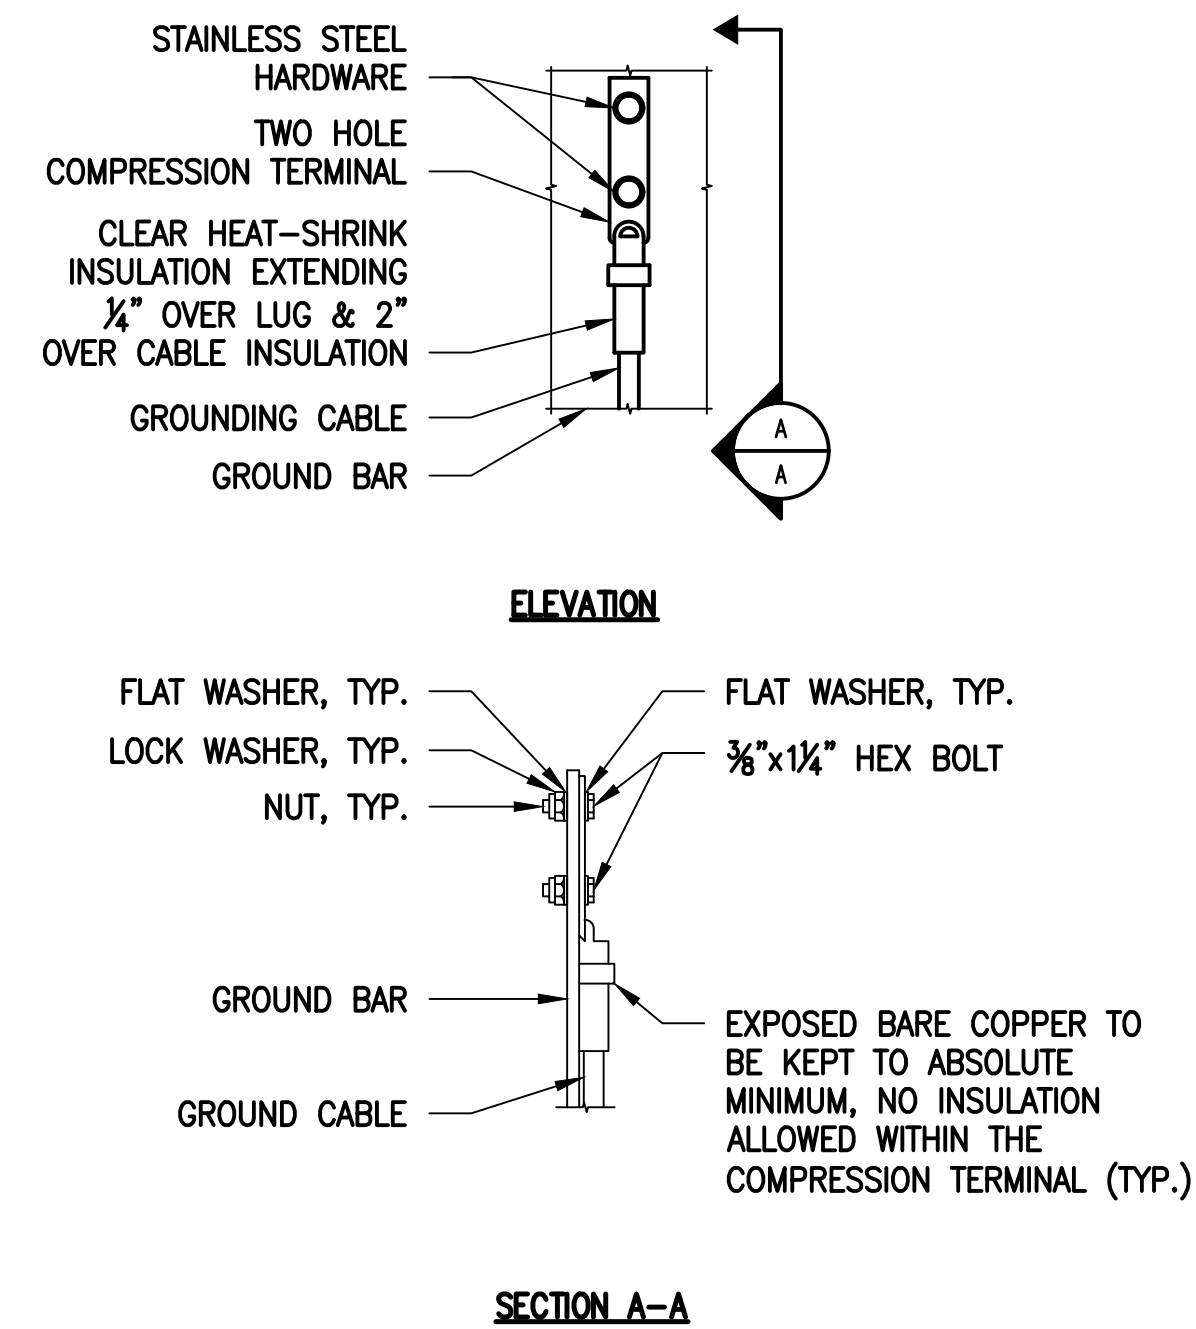 STAINLESS STEEL
HARDWARE
TWO HOLE
COMPRESSION TERMINAL
CLEAR HEAT-SHRINK
INSULATION EXTENDING
¼" OVER LUG & 2"
OVER CABLE INSULATION
GROUNDING CABLE
GROUND BAR
A
A
ELEVATION
FLAT WASHER, TYP.
LOCK WASHER, TYP.
NUT, TYP.
FLAT WASHER, TYP.
⅜"x1¼" HEX BOLT
GROUND BAR
GROUND CABLE
EXPOSED BARE COPPER TO
BE KEPT TO ABSOLUTE
MINIMUM, NO INSULATION
ALLOWED WITHIN THE
COMPRESSION TERMINAL (TYP.)
SECTION A-A